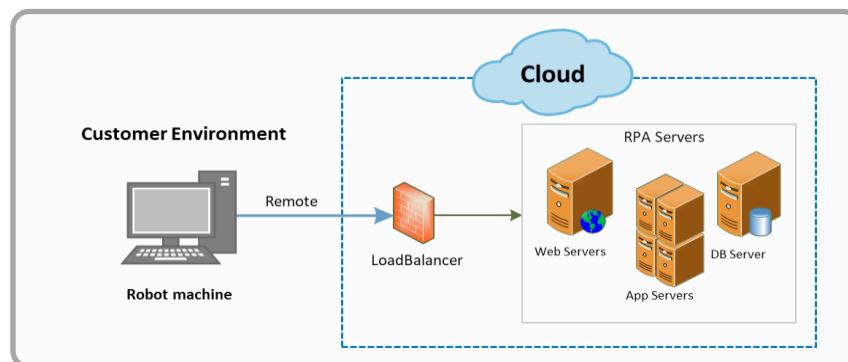 Cloud
Customer Environment
RPA Servers
Remote
LoadBalancer
Web Servers
DB Server
App Servers
Robot machine